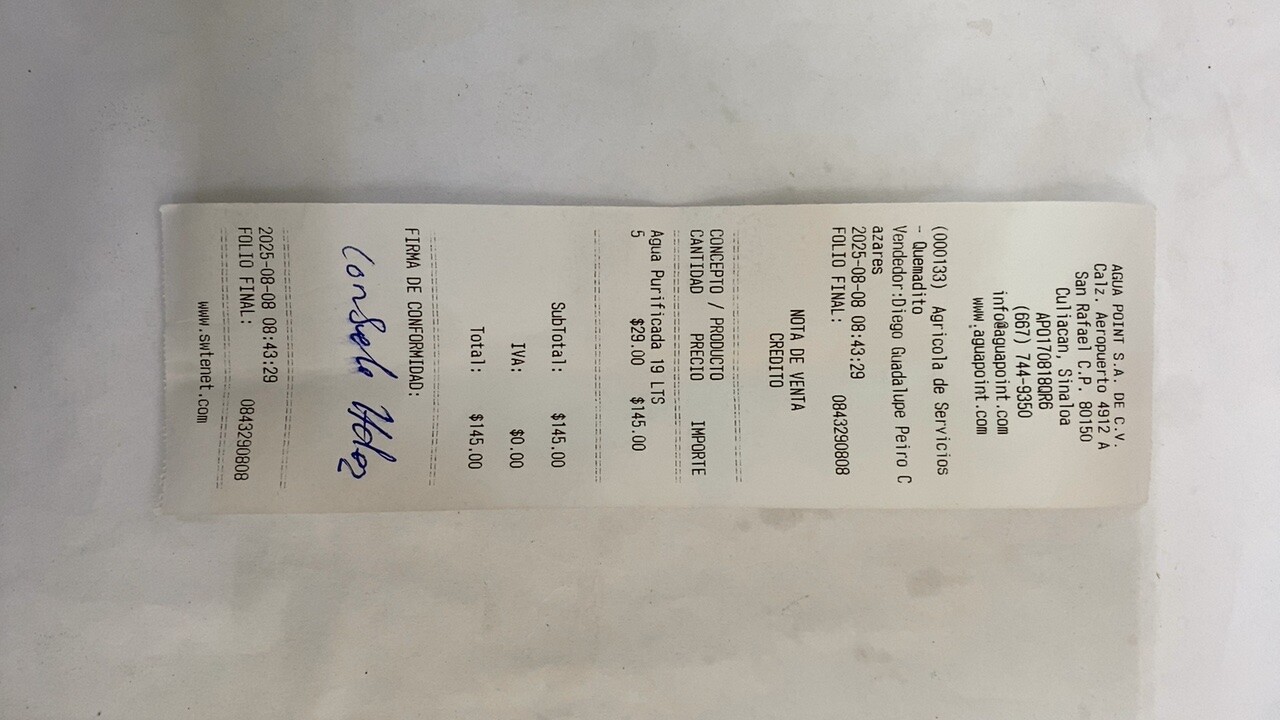 AGUA POINT S.A. DE C.V.
Calz. Aeropuerto 4912 A
San Rafael C.P. 80150
Culiacan, Sinaloa
APO170818QR6
(667) 744-9350
info@aguapoint.com
www.aguapoint.com
(000133) Agricola de Servicios
- Quemadito
Vendedor:Diego Guadalupe Peiro C
azares
2025-08-08 08:43:29 0843290808
FOLIO FINAL:
NOTA DE VENTA
CREDITO
CONCEPTO / PRODUCTO
CANTIDAD PRECIO IMPORTE
Agua Purificada 19 LTS
5 $29.00 $145.00
SubTotal: $145.00
IVA: $0.00
Total: $145.00
FIRMA DE CONFORMIDAD:
2025-08-08 08:43:29
FOLIO FINAL: 0843290808
www.swtenet.com